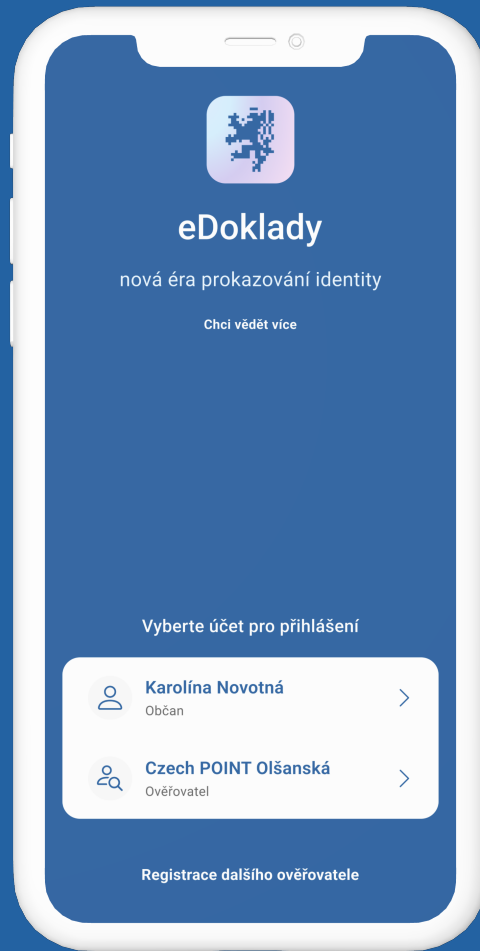 eDoklady
nová éra prokazování identity
Chci vědět více
Vyberte účet pro přihlášení
Karolína Novotná
Občan
Czech POINT Olšanská
Ověřovatel
Registrace dalšího ověřovatele